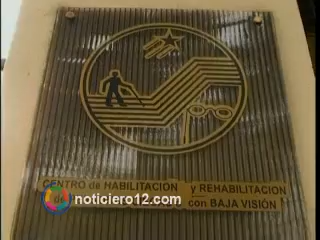 CENTRO de HABILITACION y REHABILITACION
con BAJA VISIÓN
noticiero12.com